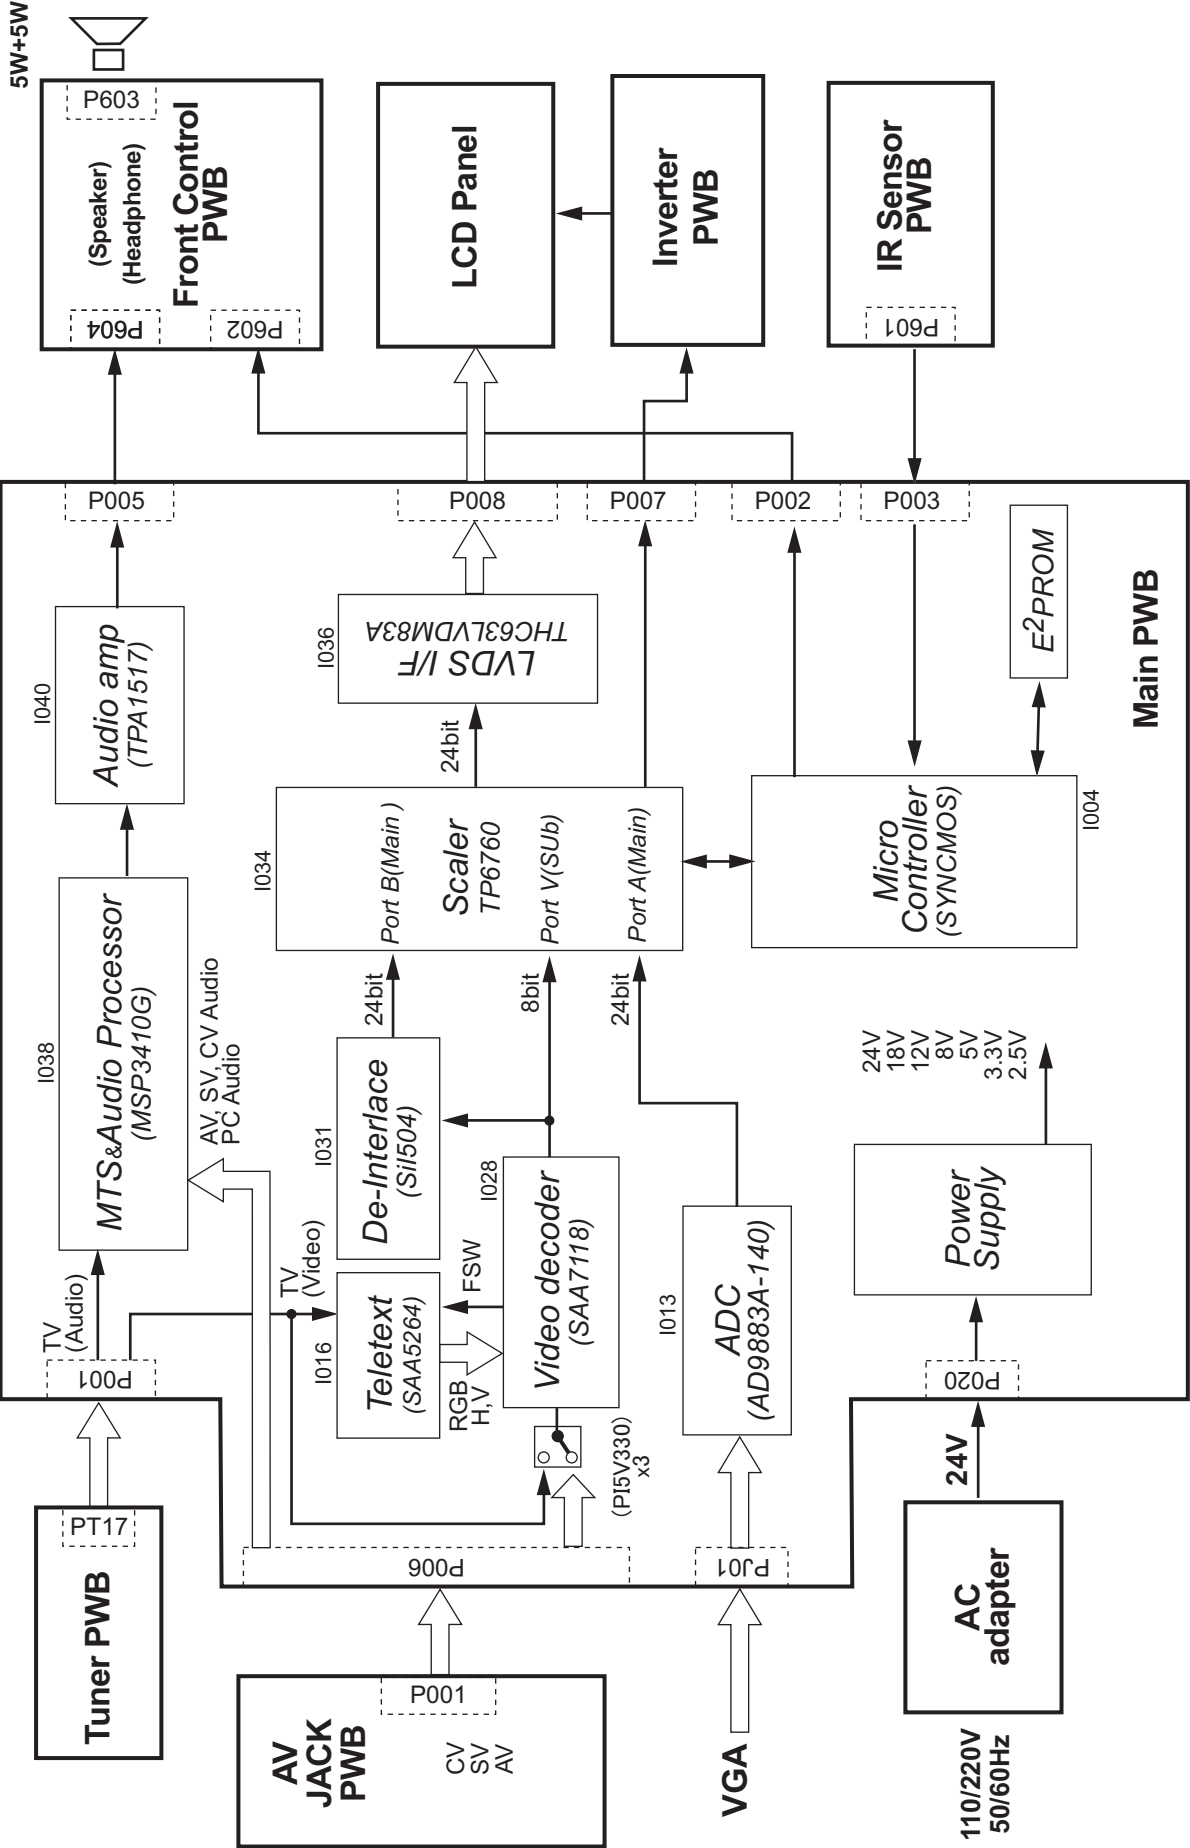 Tuner PWB
PT17
P001
TV
(Audio)
I038
MTS&Audio Processor
(MSP3410G)
I040
Audio amp
(TPA1517)
P005
P604
P602
(Speaker)
(Headphone)
Front Control
PWB
P603
5W+5W
AV
JACK
PWB
CV
SV
AV
P001
P006
AV, SV, CV Audio
PC Audio
TV
(Video)
I016
Teletext
(SAA5264)
RGB
H,V
FSW
I031
De-Interlace
(SiI504)
24bit
I028
Video decoder
(SAA7118)
(PI5V330)
x3
8bit
24bit
I034
Port B(Main )
Scaler
TP6760
Port V(SUb)
Port A(Main)
24bit
I036
LVDS I/F
THC63LVDM83A
P008
LCD Panel
P007
Inverter
PWB
P002
P003
P601
IR Sensor
PWB
VGA
PJ01
I013
ADC
(AD9883A-140)
Micro
Controller
(SYNCMOS)
I004
E2PROM
Main PWB
110/220V
50/60Hz
AC
adapter
24V
P020
Power
Supply
24V
18V
12V
8V
5V
3.3V
2.5V